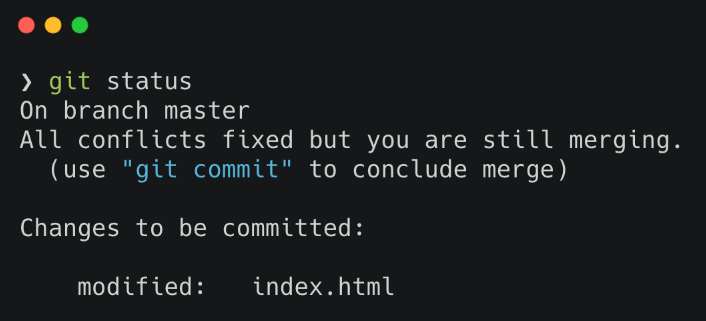 ❯ git status
On branch master
All conflicts fixed but you are still merging.
  (use "git commit" to conclude merge)

Changes to be committed:

    modified:   index.html